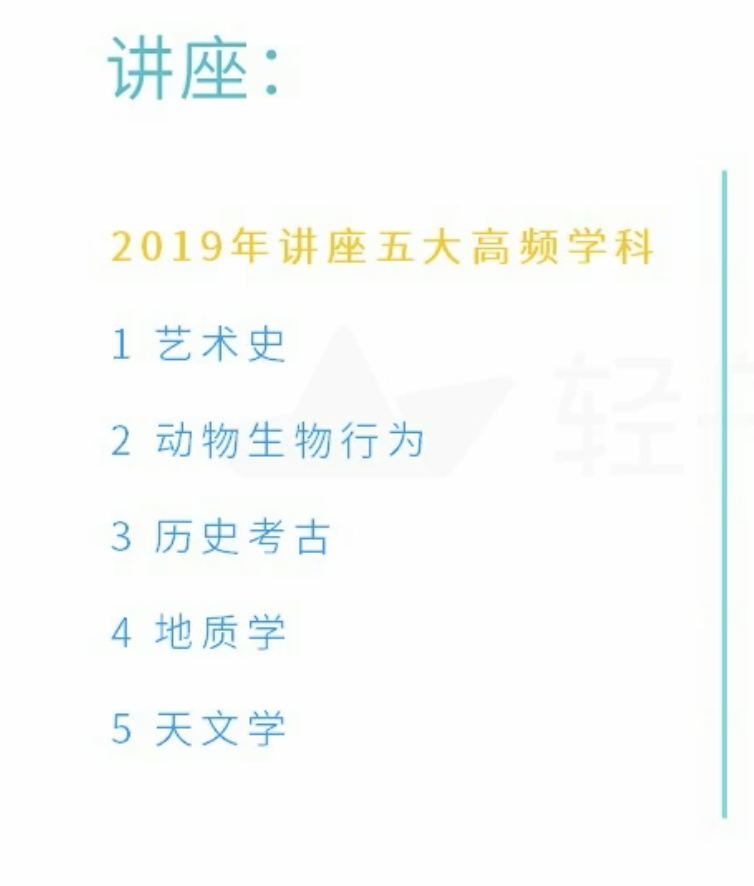 讲座：
2019年讲座五大高频学科
1 艺术史
2 动物生物行为
3 历史考古
4 地质学
5 天文学
轻